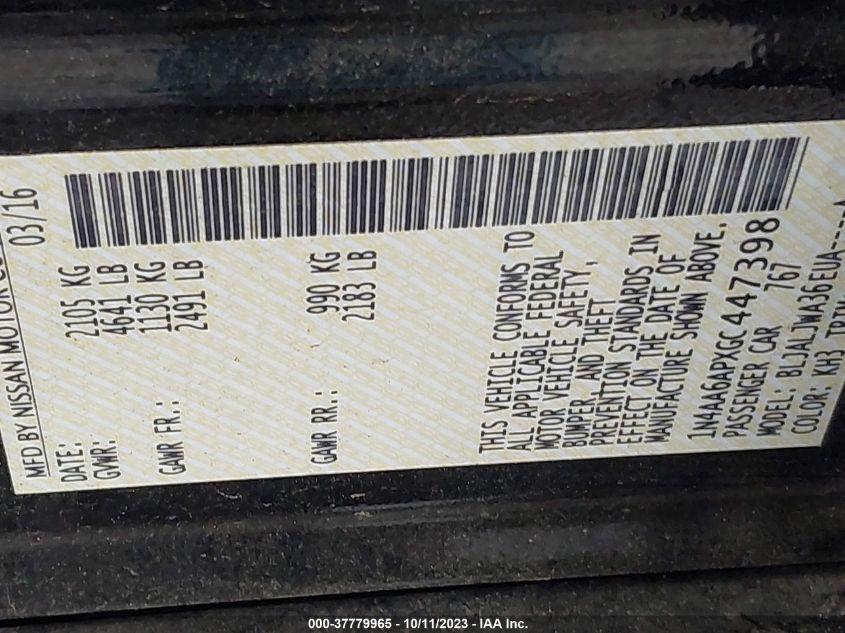 MFD BY NISSAN MOTOR
DATE: 03/16
GMR: 2105 KG
4641 LB
GAWR FR.: 1130 KG
2491 LB
GAWR RR.: 990 KG
2183 LB
THIS VEHICLE CONFORMS TO
ALL APPLICABLE FEDERAL
MOTOR VEHICLE SAFETY,
BUMPER, AND THEFT
PREVENTION STANDARDS IN
EFFECT ON THE DATE OF
MANUFACTURE SHOWN ABOVE.
1N4AA6APXGC447398
PASSENGER CAR 767
MODEL: BLJALJWA36EUA----A
COLOR: KH3
000-37779965 - 10/11/2023 - IAA Inc.